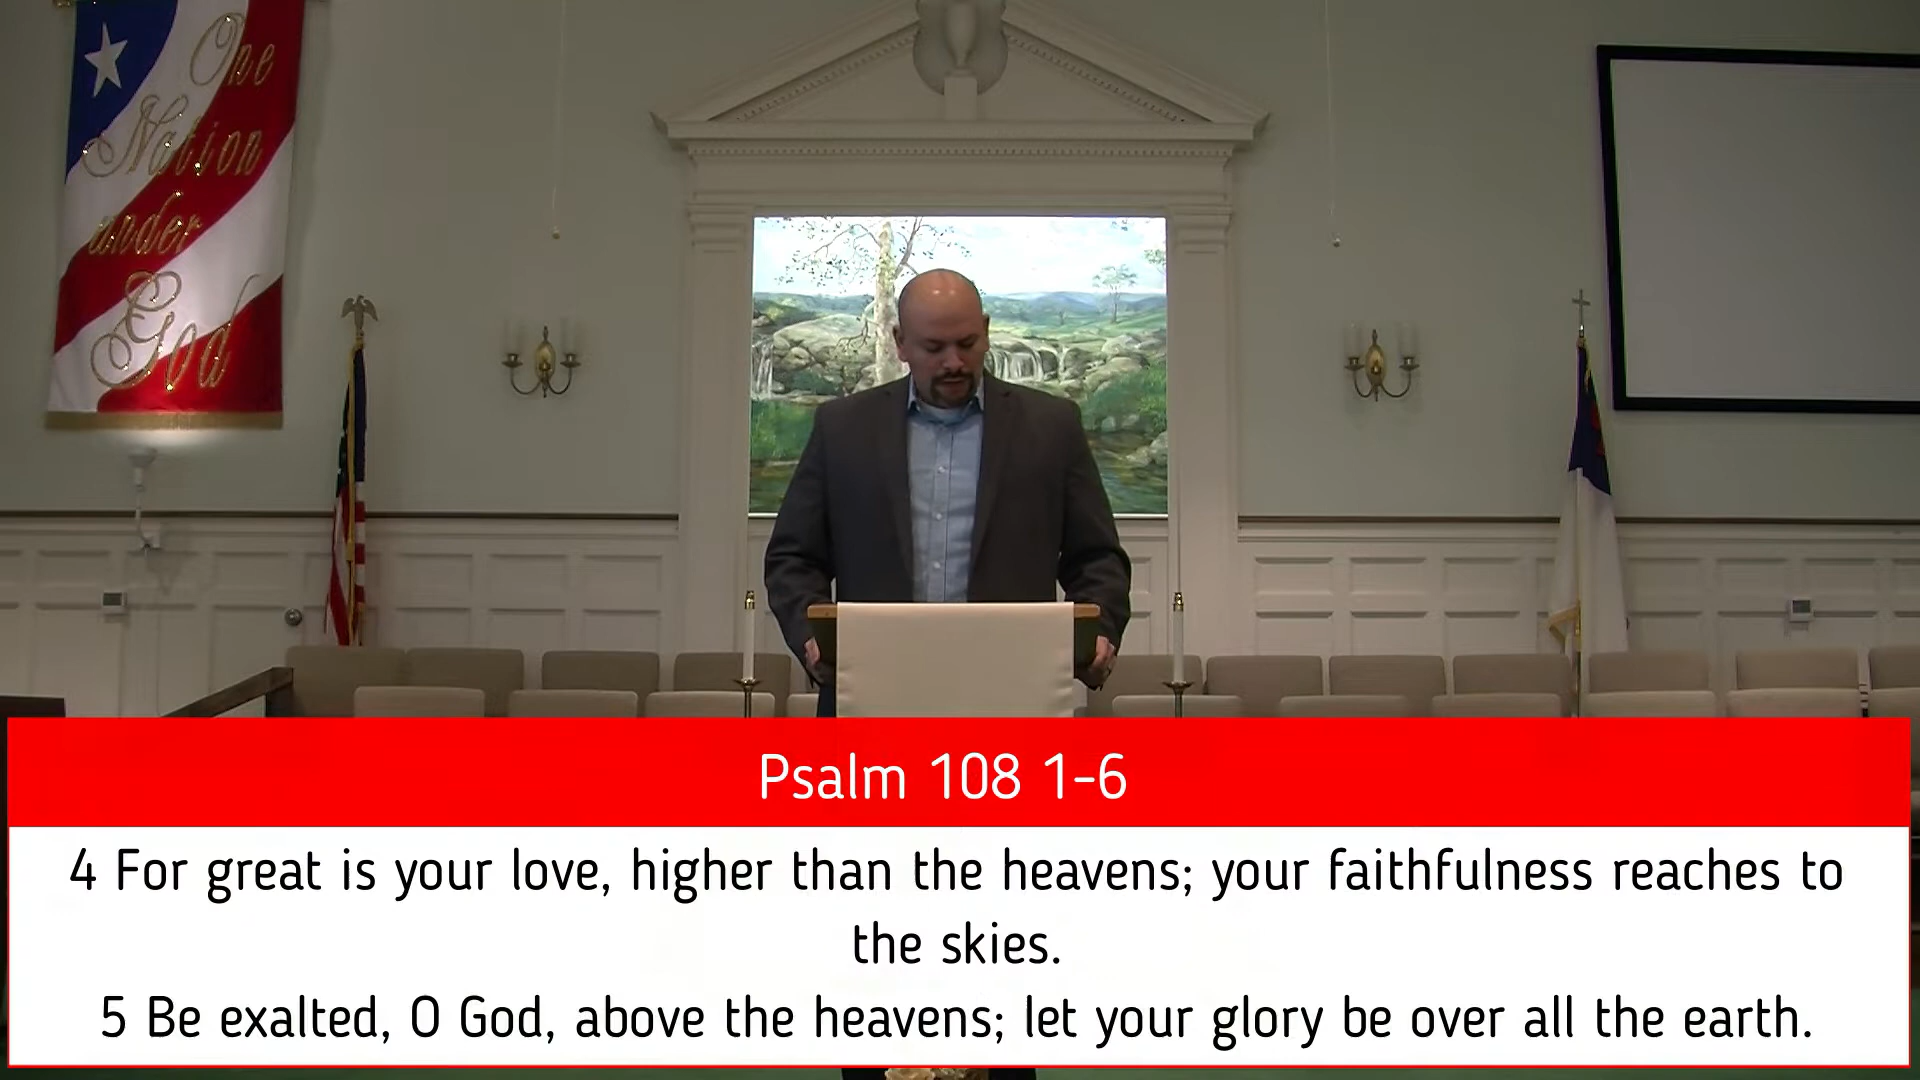 One
Nation
under
God
Psalm 108 1-6
4 For great is your love, higher than the heavens; your faithfulness reaches to
the skies.
5 Be exalted, O God, above the heavens; let your glory be over all the earth.